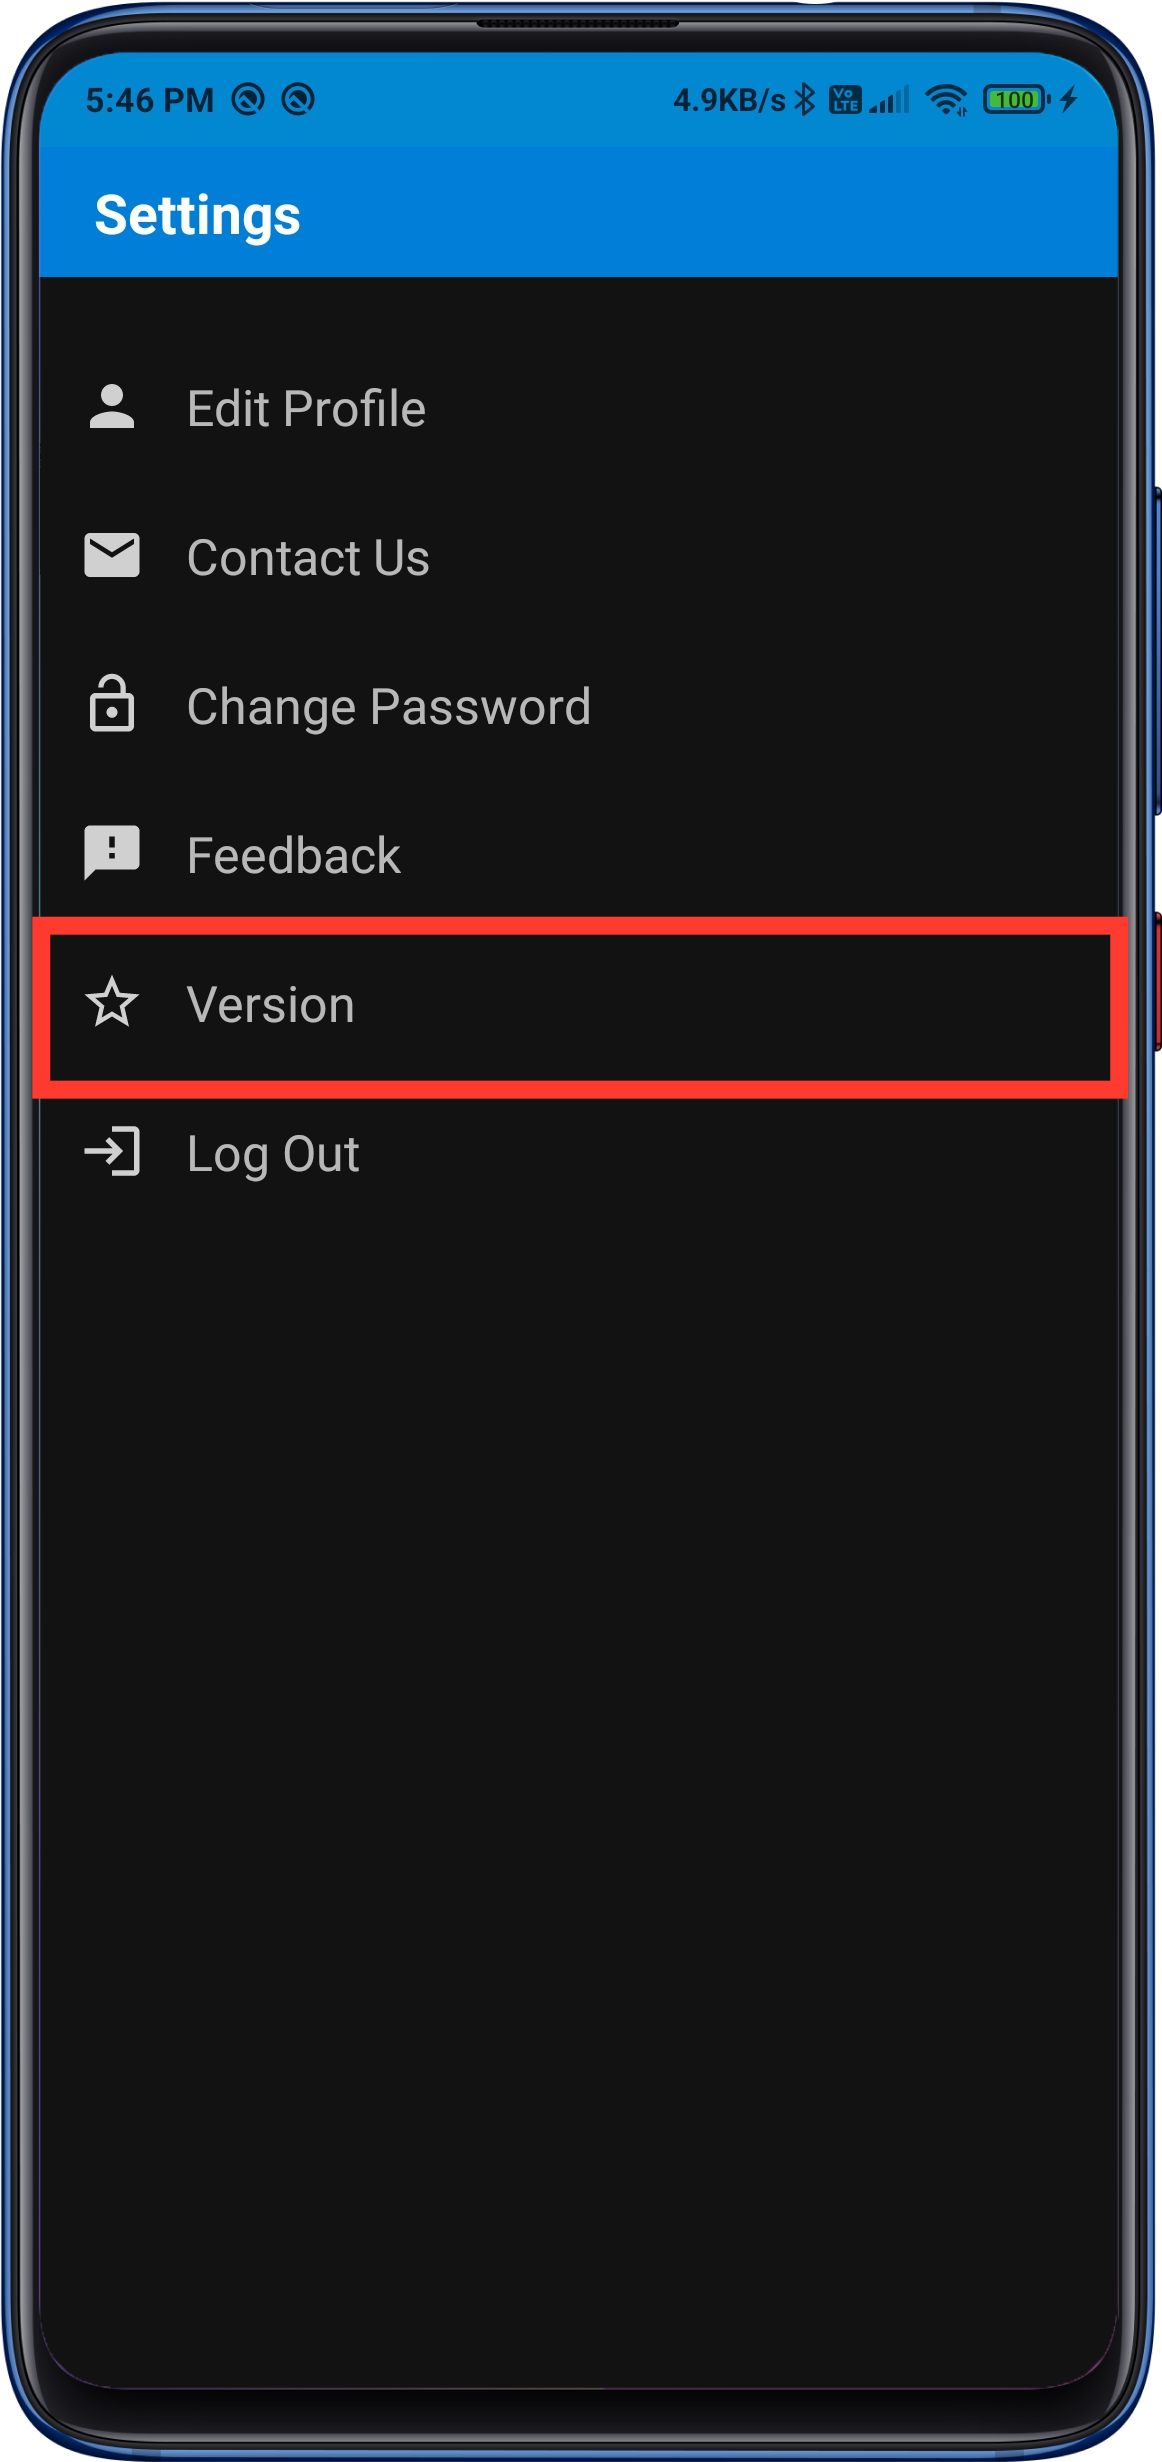 5:46 PM 4.9KB/s Vo LTE 100
Settings
Edit Profile
Contact Us
Change Password
Feedback
Version
Log Out